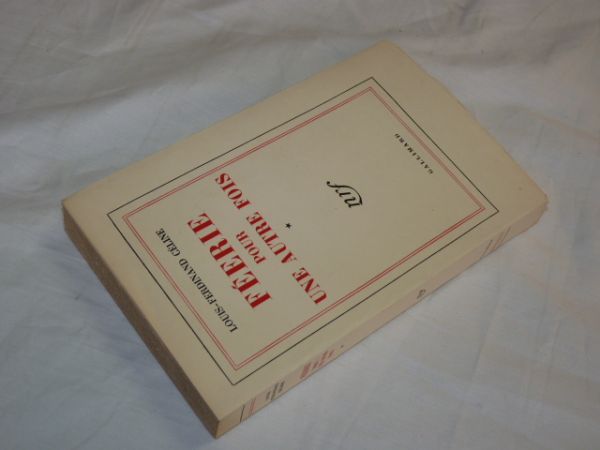 LOUIS-FERDINAND CÉLINE
FÉERIE
POUR
UNE AUTRE FOIS
*
nrf
GALLIMARD